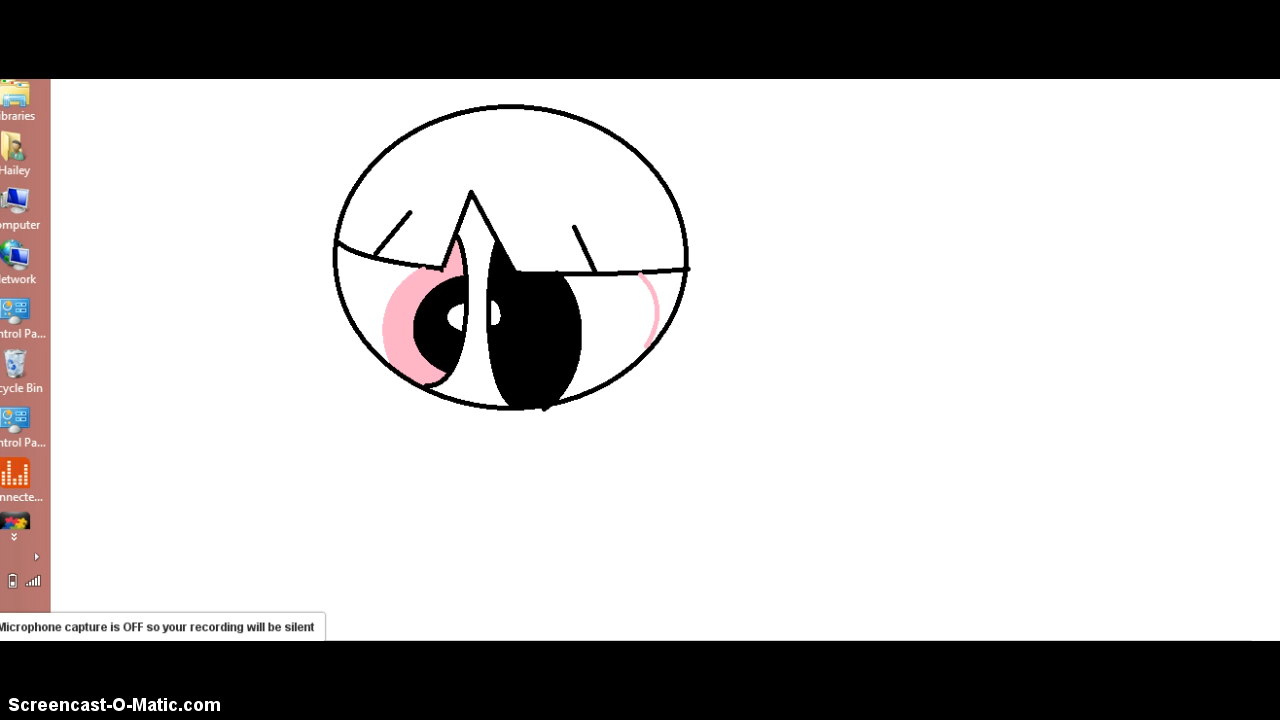 ibraries
Hailey
omputer
etwork
ntrol Pa...
ecycle Bin
ntrol Pa...
nnecte...
Microphone capture is OFF so your recording will be silent
Screencast-O-Matic.com